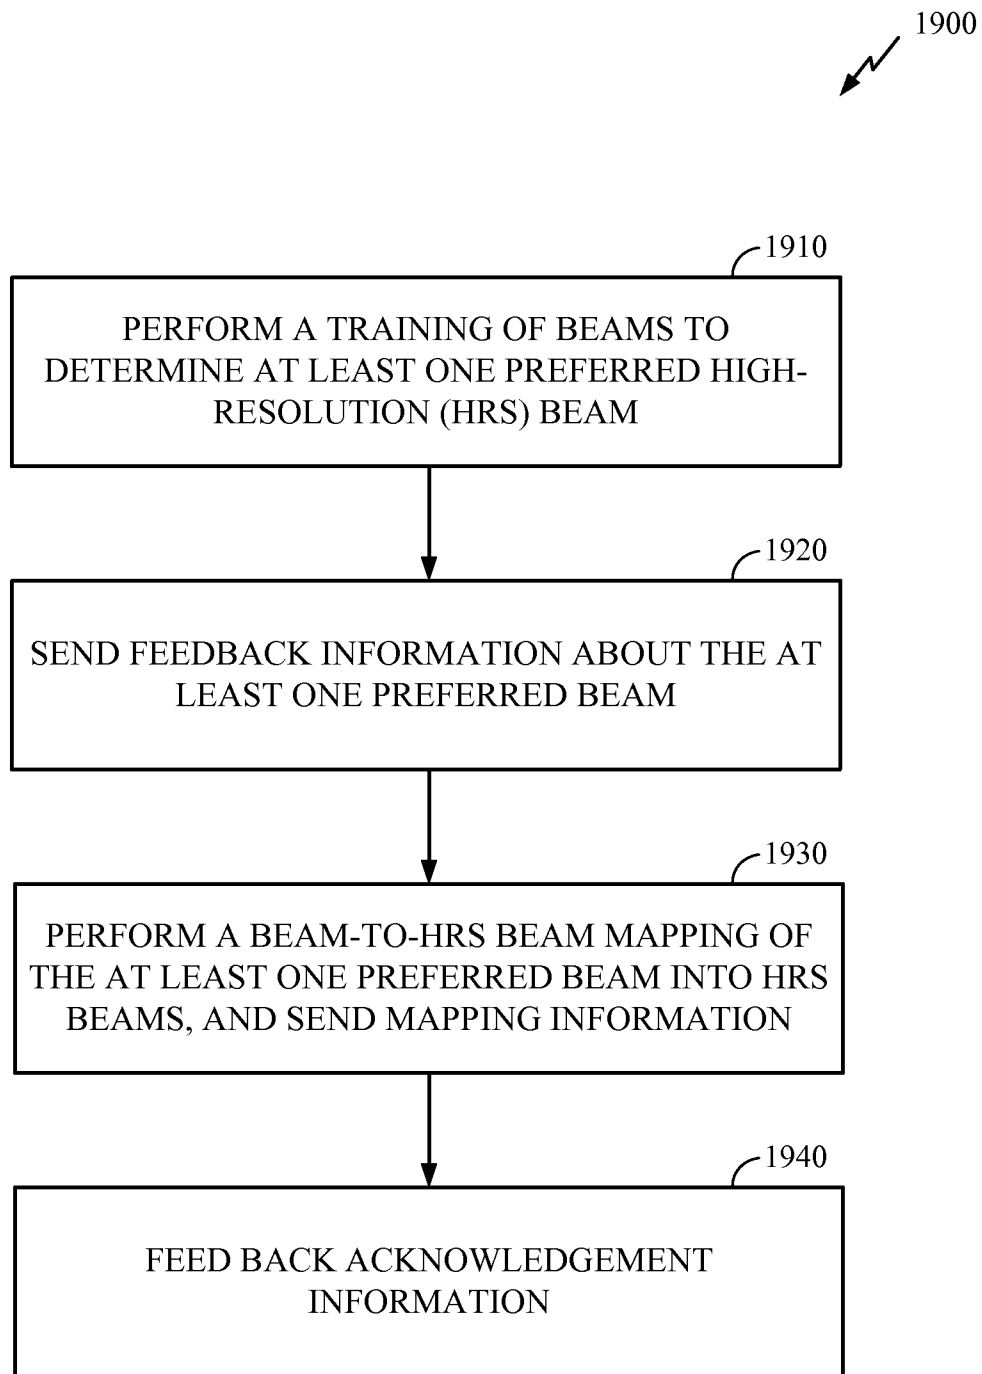 1900
1910
PERFORM A TRAINING OF BEAMS TO
DETERMINE AT LEAST ONE PREFERRED HIGH-
RESOLUTION (HRS) BEAM
1920
SEND FEEDBACK INFORMATION ABOUT THE AT
LEAST ONE PREFERRED BEAM
1930
PERFORM A BEAM-TO-HRS BEAM MAPPING OF
THE AT LEAST ONE PREFERRED BEAM INTO HRS
BEAMS, AND SEND MAPPING INFORMATION
1940
FEED BACK ACKNOWLEDGEMENT
INFORMATION